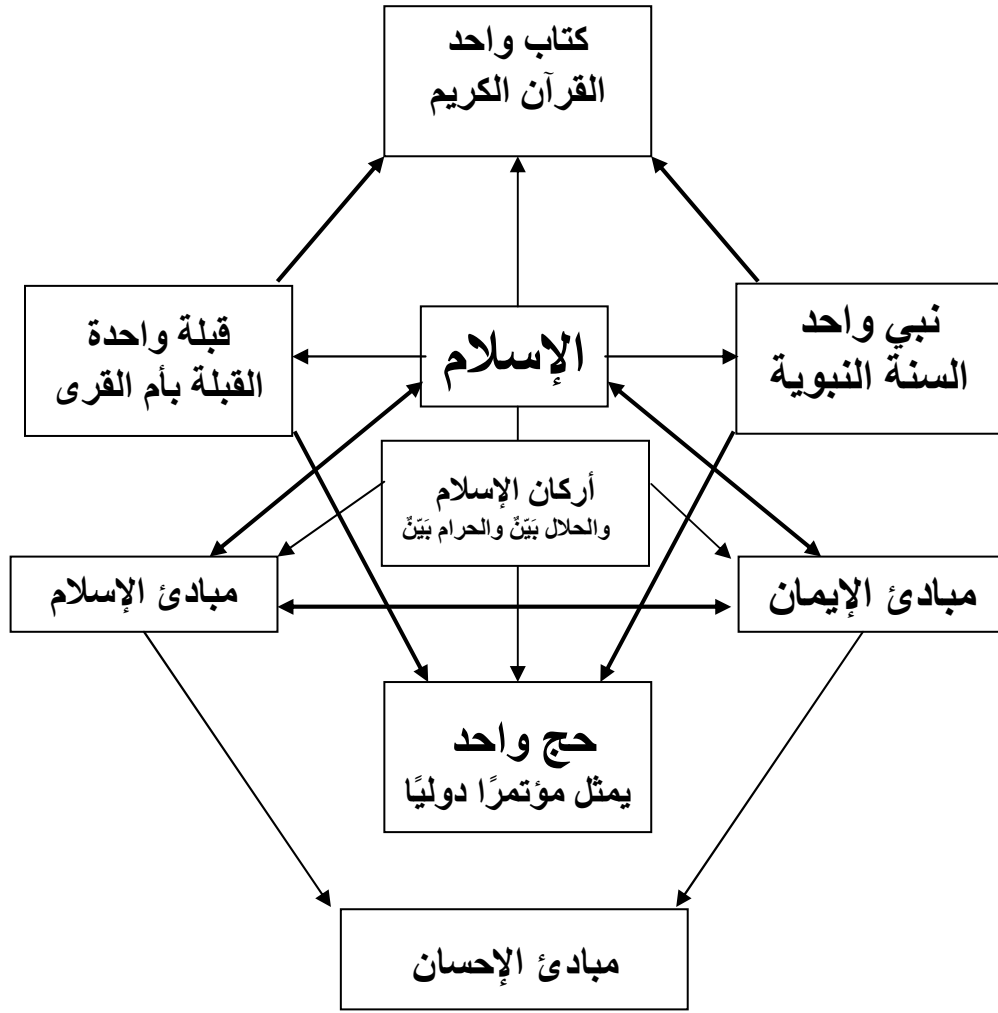 كتاب واحد
القرآن الكريم
نبي واحد
السنة النبوية
الإسلام
قبلة واحدة
القبلة بأم القرى
أركان الإسلام
والحلال بَيّنٌ والحرام بَيّنٌ
مبادئ الإيمان
مبادئ الإسلام
حج واحد
يمثل مؤتمرًا دوليًا
مبادئ الإحسان